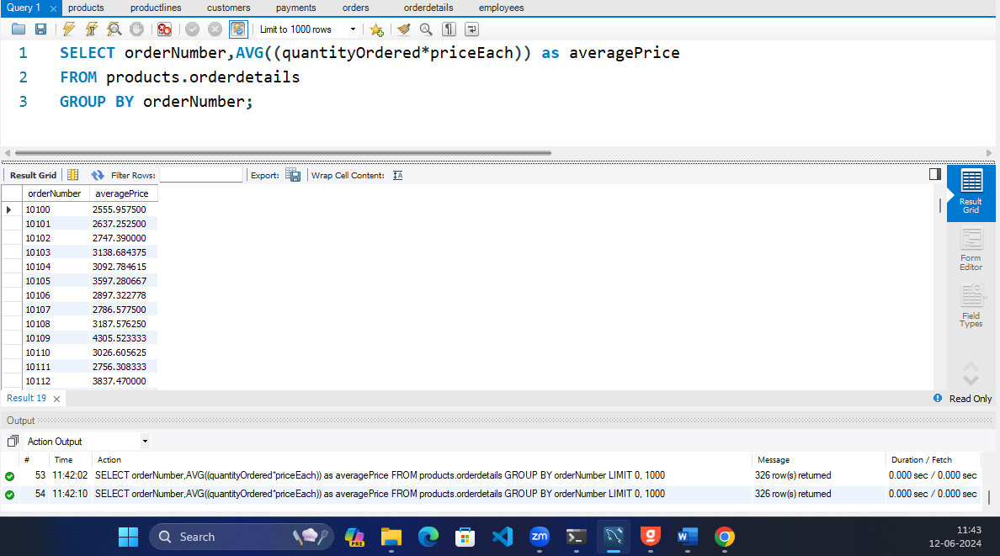 Query 1 products productlines customers payments orders orderdetails employees
Limit to 1000 rows
1 SELECT orderNumber,AVG((quantityOrdered*priceEach)) as averagePrice
2 FROM products.orderdetails
3 GROUP BY orderNumber;
Result Grid Filter Rows: Export: Wrap Cell Content:
orderNumber averagePrice
10100 2555.957500
10101 2637.252500
10102 2747.390000
10103 3138.684375
10104 3092.784615
10105 3597.280667
10106 2897.322778
10107 2786.577500
10108 3187.576250
10109 4305.523333
10110 3026.605625
10111 2756.308333
10112 3837.470000
Result
Grid
Form
Editor
Field
Types
Result 19 Read Only
Output
Action Output
# Time Action Message Duration / Fetch
53 11:42:02 SELECT orderNumber,AVG((quantityOrdered*priceEach)) as averagePrice FROM products.orderdetails GROUP BY orderNumber LIMIT 0, 1000 326 row(s) returned 0.000 sec / 0.000 sec
54 11:42:10 SELECT orderNumber,AVG((quantityOrdered*priceEach)) as averagePrice FROM products.orderdetails GROUP BY orderNumber LIMIT 0, 1000 326 row(s) returned 0.000 sec / 0.000 sec
Search PRE zm g W 11:43
12-06-2024